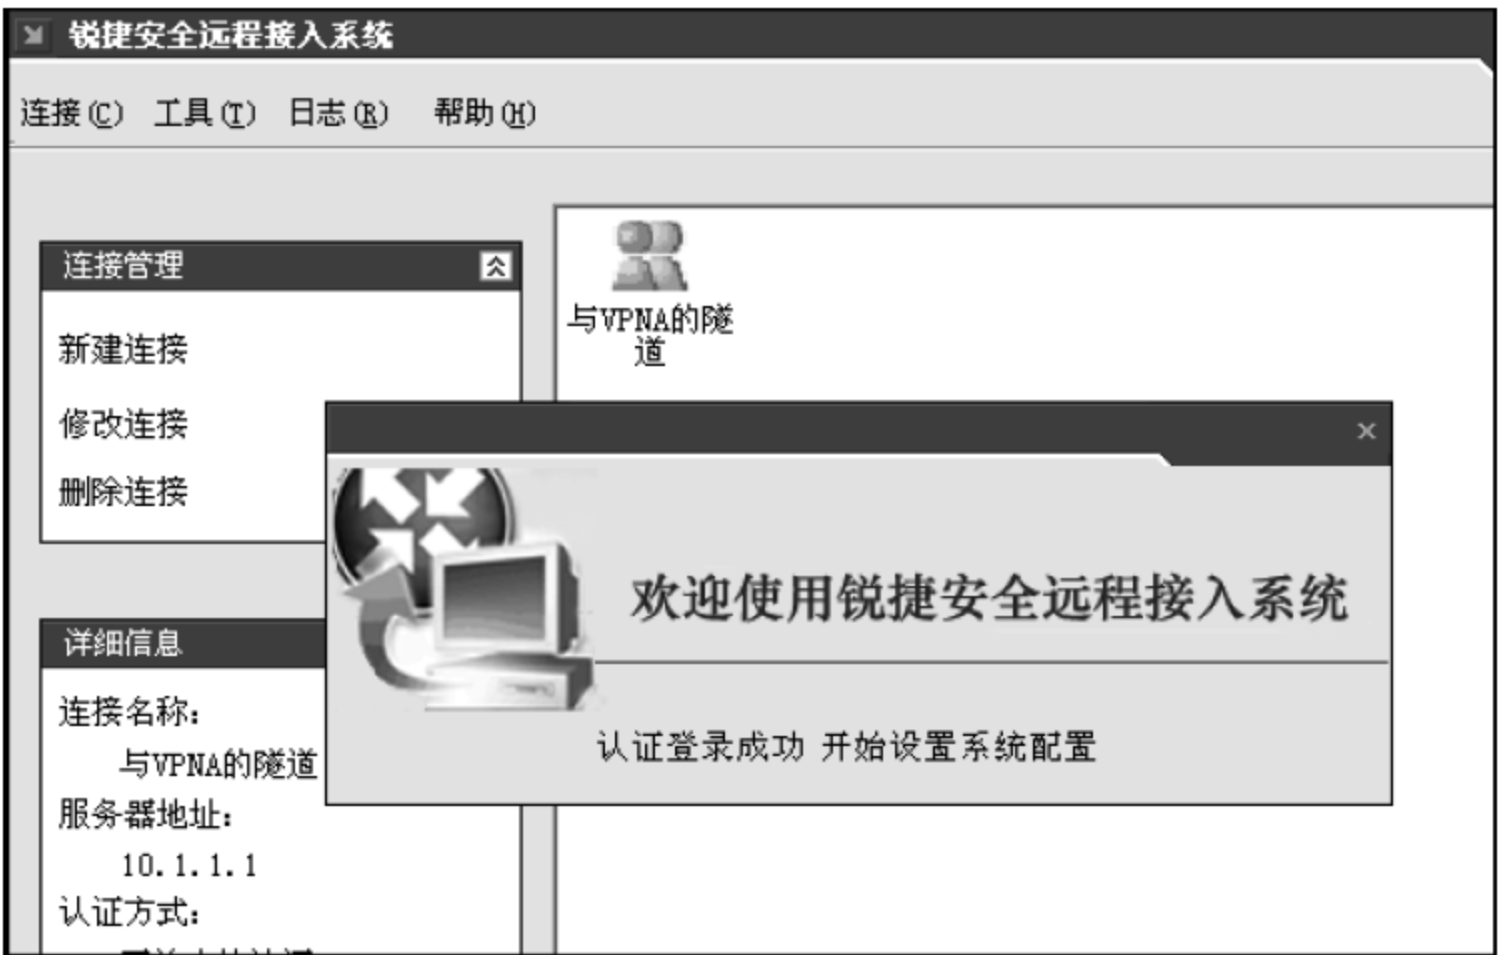 锐捷安全远程接入系统
连接(C) 工具(T) 日志(R) 帮助(H)
连接管理
新建连接
修改连接
删除连接
与VPNA的隧
道
欢迎使用锐捷安全远程接入系统
认证登录成功 开始设置系统配置
详细信息
连接名称:
与VPNA的隧道
服务器地址:
10.1.1.1
认证方式: